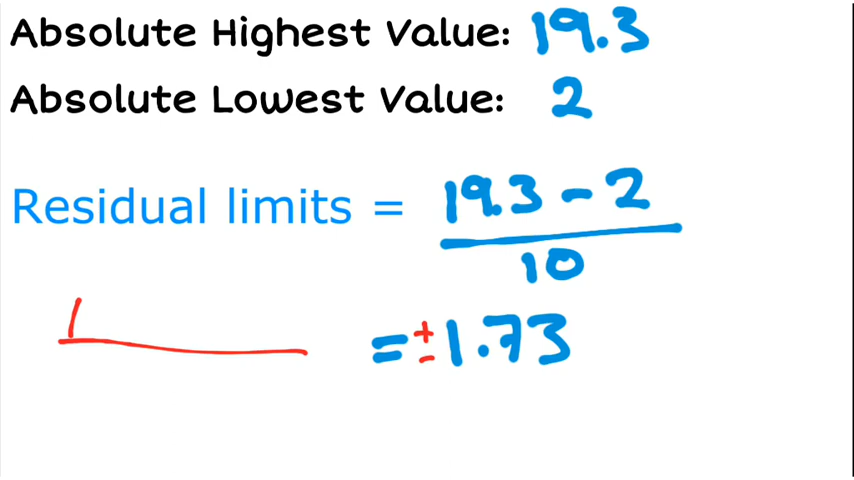 Absolute Highest Value: 19.3
Absolute Lowest Value: 2
Residual limits = 19.3 - 2
10
= ± 1.73